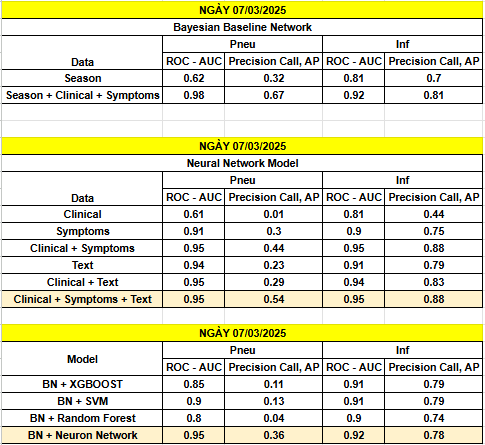 NGÀY 07/03/2025
Bayesian Baseline Network
Pneu Inf
Data ROC - AUC Precision Call, AP ROC - AUC Precision Call, AP
Season 0.62 0.32 0.81 0.7
Season + Clinical + Symptoms 0.98 0.67 0.92 0.81
NGÀY 07/03/2025
Neural Network Model
Pneu Inf
Data ROC - AUC Precision Call, AP ROC - AUC Precision Call, AP
Clinical 0.61 0.01 0.81 0.44
Symptoms 0.91 0.3 0.9 0.75
Clinical + Symptoms 0.95 0.44 0.95 0.88
Text 0.94 0.23 0.91 0.79
Clinical + Text 0.95 0.29 0.94 0.83
Clinical + Symptoms + Text 0.95 0.54 0.95 0.88
NGÀY 07/03/2025
Model Pneu Inf
ROC - AUC Precision Call, AP ROC - AUC Precision Call, AP
BN + XGBOOST 0.85 0.11 0.91 0.79
BN + SVM 0.9 0.13 0.91 0.79
BN + Random Forest 0.8 0.04 0.9 0.74
BN + Neuron Network 0.95 0.36 0.92 0.78